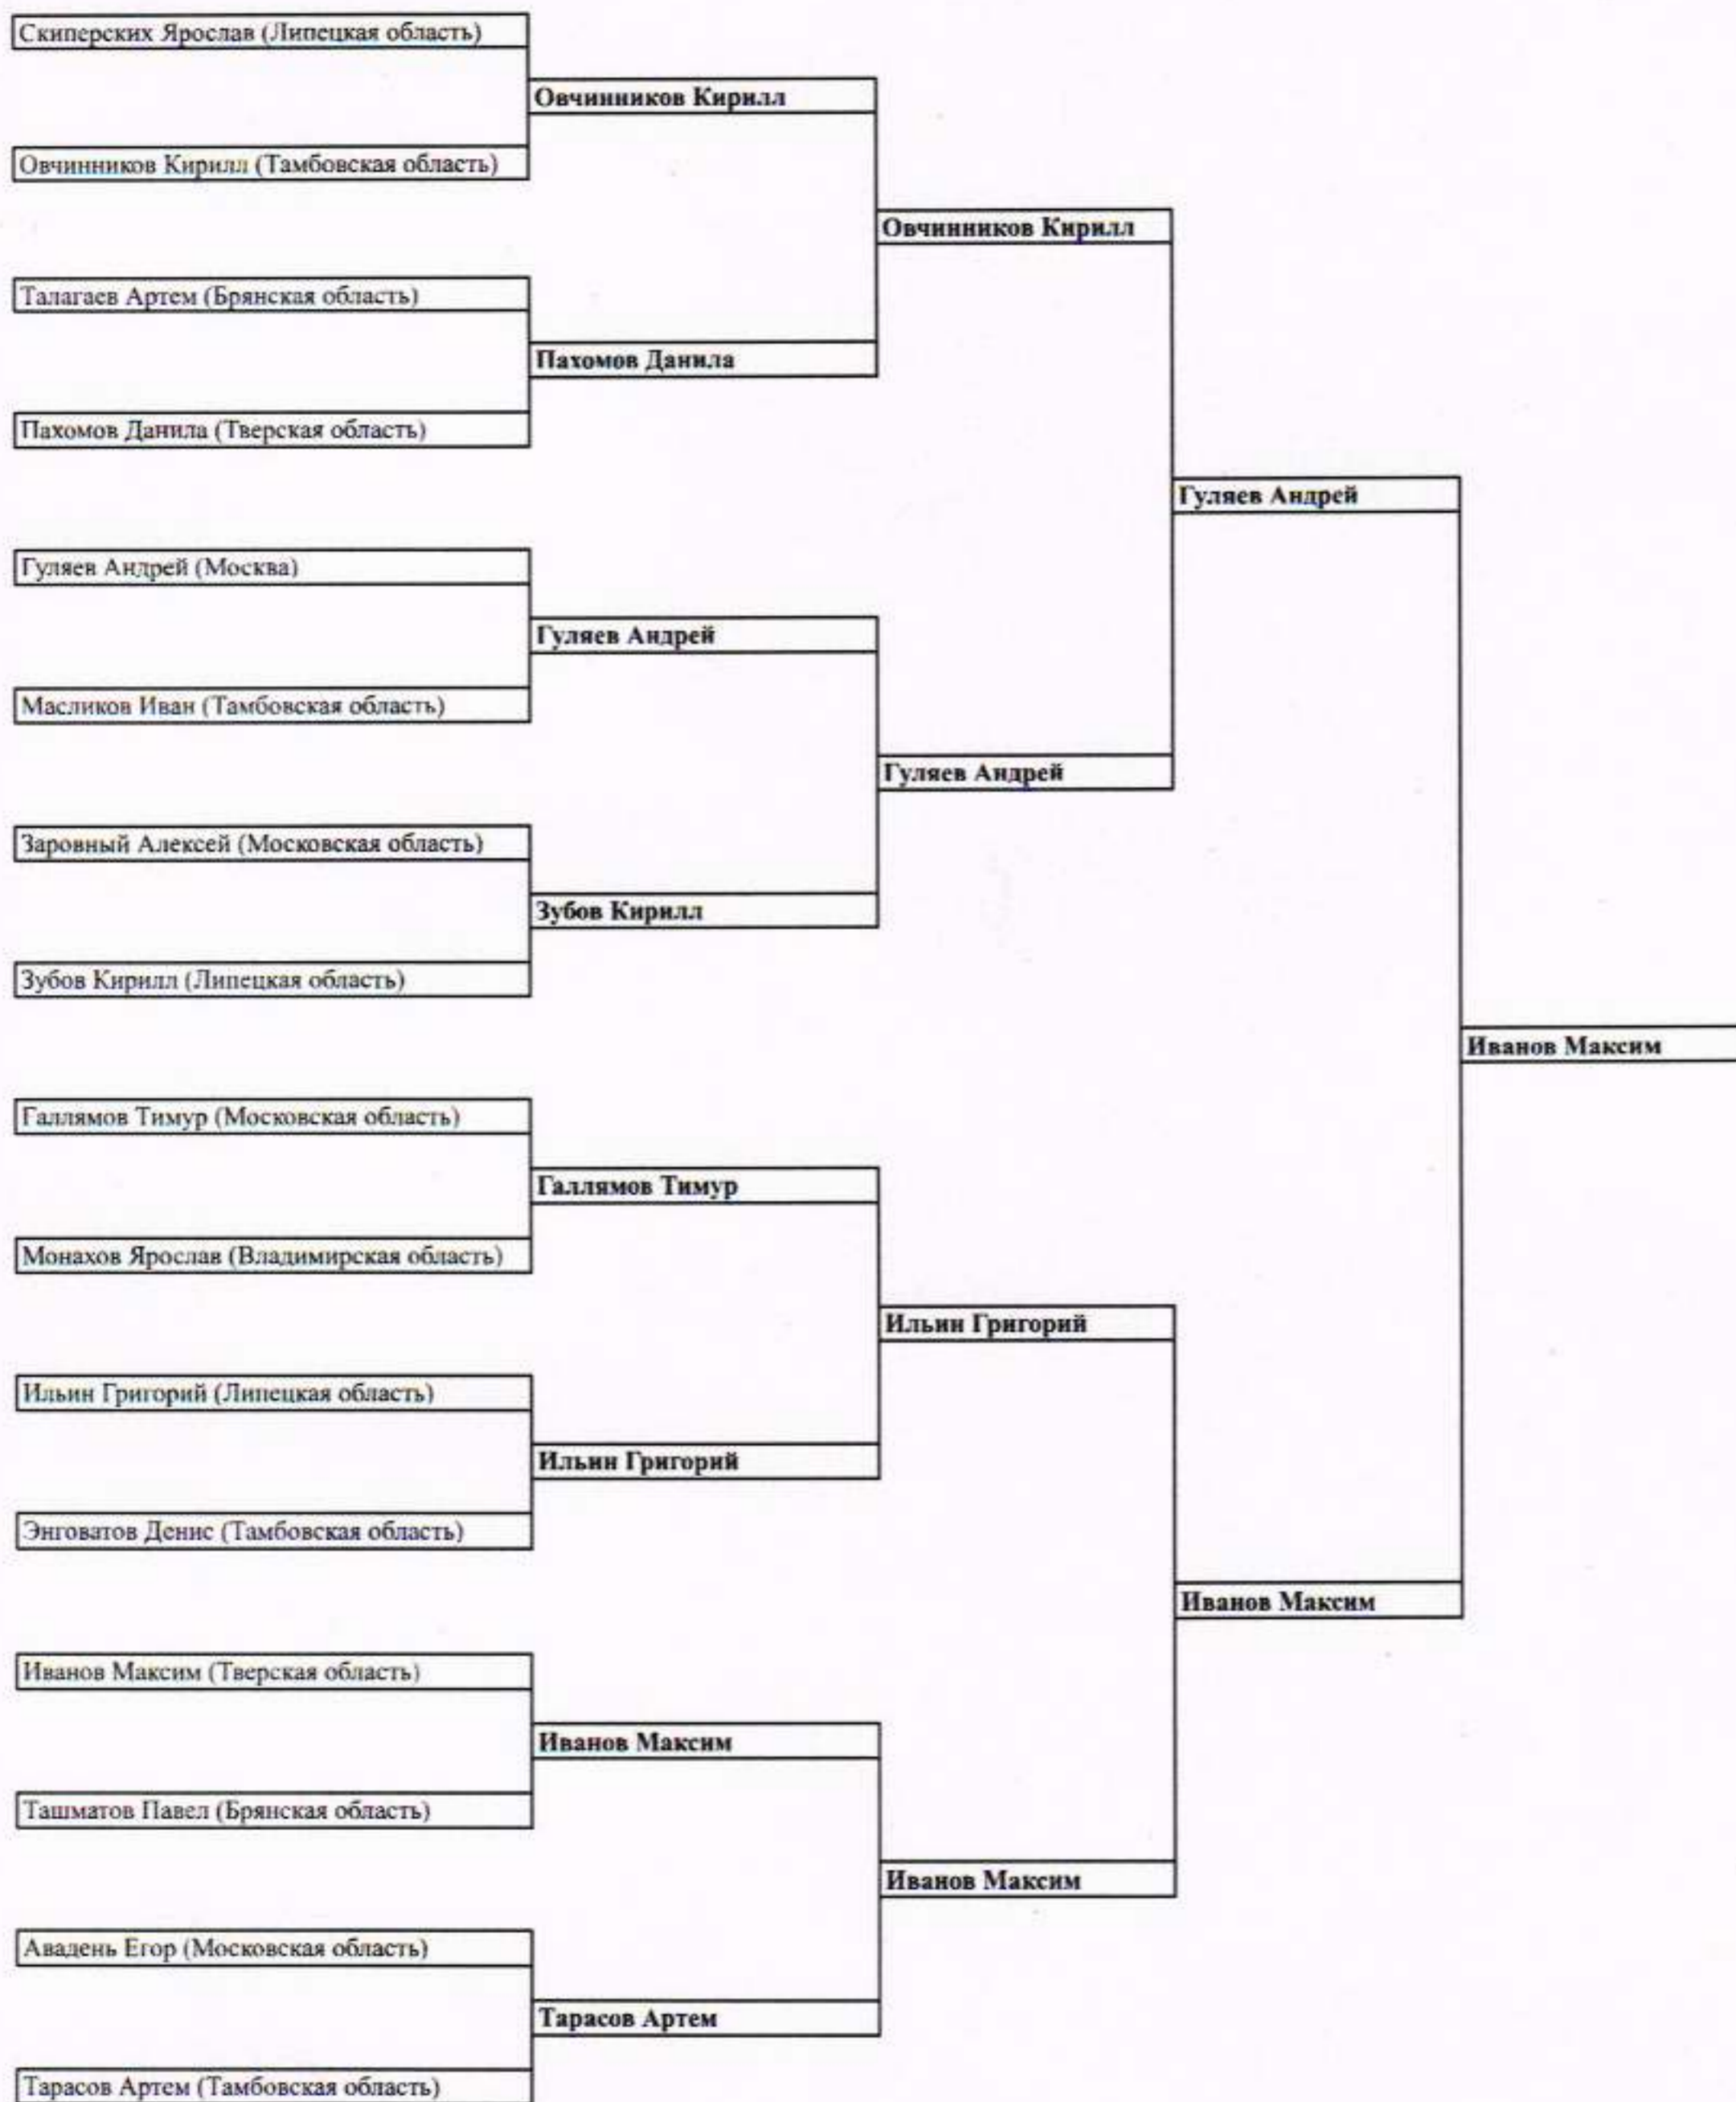 Скиперских Ярослав (Липецкая область)
Овчинников Кирилл
Овчинников Кирилл (Тамбовская область)
Овчинников Кирилл
Талагаев Артем (Брянская область)
Пахомов Данила
Пахомов Данила (Тверская область)
Гуляев Андрей
Гуляев Андрей (Москва)
Гуляев Андрей
Масликов Иван (Тамбовская область)
Гуляев Андрей
Заровный Алексей (Московская область)
Зубов Кирилл
Зубов Кирилл (Липецкая область)
Иванов Максим
Галлямов Тимур (Московская область)
Галлямов Тимур
Монахов Ярослав (Владимирская область)
Ильин Григорий
Ильин Григорий (Липецкая область)
Ильин Григорий
Энговатов Денис (Тамбовская область)
Иванов Максим
Иванов Максим (Тверская область)
Иванов Максим
Ташматов Павел (Брянская область)
Иванов Максим
Авадень Егор (Московская область)
Тарасов Артем
Тарасов Артем (Тамбовская область)